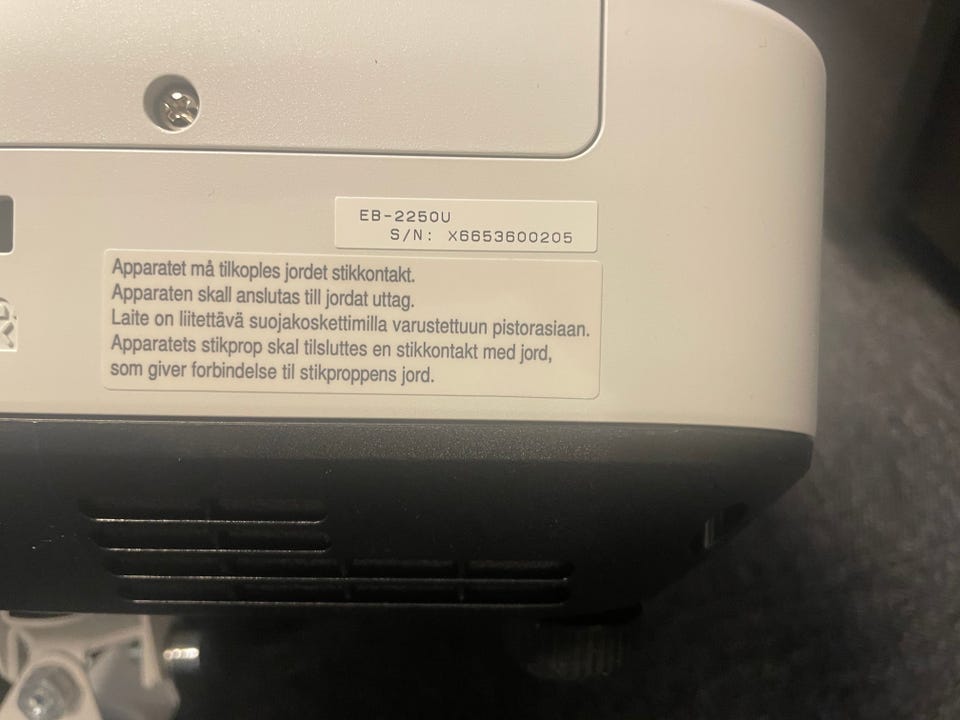 EB-2250U
S/N: X6653600205
Apparatet må tilkoples jordet stikkontakt.
Apparaten skall anslutas till jordat uttag.
Laite on liitettävä suojakoskettimilla varustettuun pistorasiaan.
Apparatets stikprop skal tilsluttes en stikkontakt med jord,
som giver forbindelse til stikproppens jord.